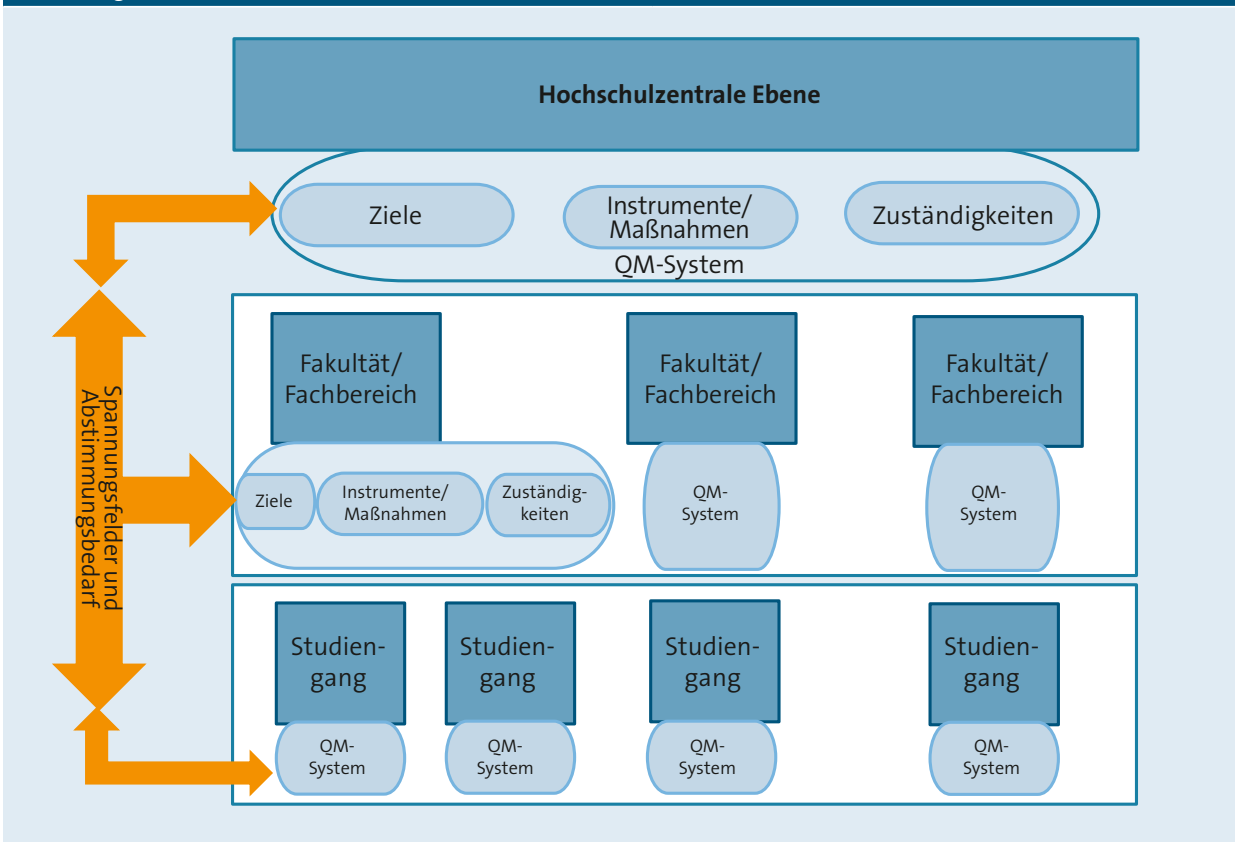 Hochschulzentrale Ebene
Ziele
Instrumente/
Maßnahmen
Zuständigkeiten
QM-System
Spannungsfelder und
Abstimmungsbedarf
Fakultät/
Fachbereich
Fakultät/
Fachbereich
Fakultät/
Fachbereich
Ziele
Instrumente/
Maßnahmen
Zuständig-
keiten
QM-
System
QM-
System
Studien-
gang
Studien-
gang
Studien-
gang
Studien-
gang
QM-
System
QM-
System
QM-
System
QM-
System